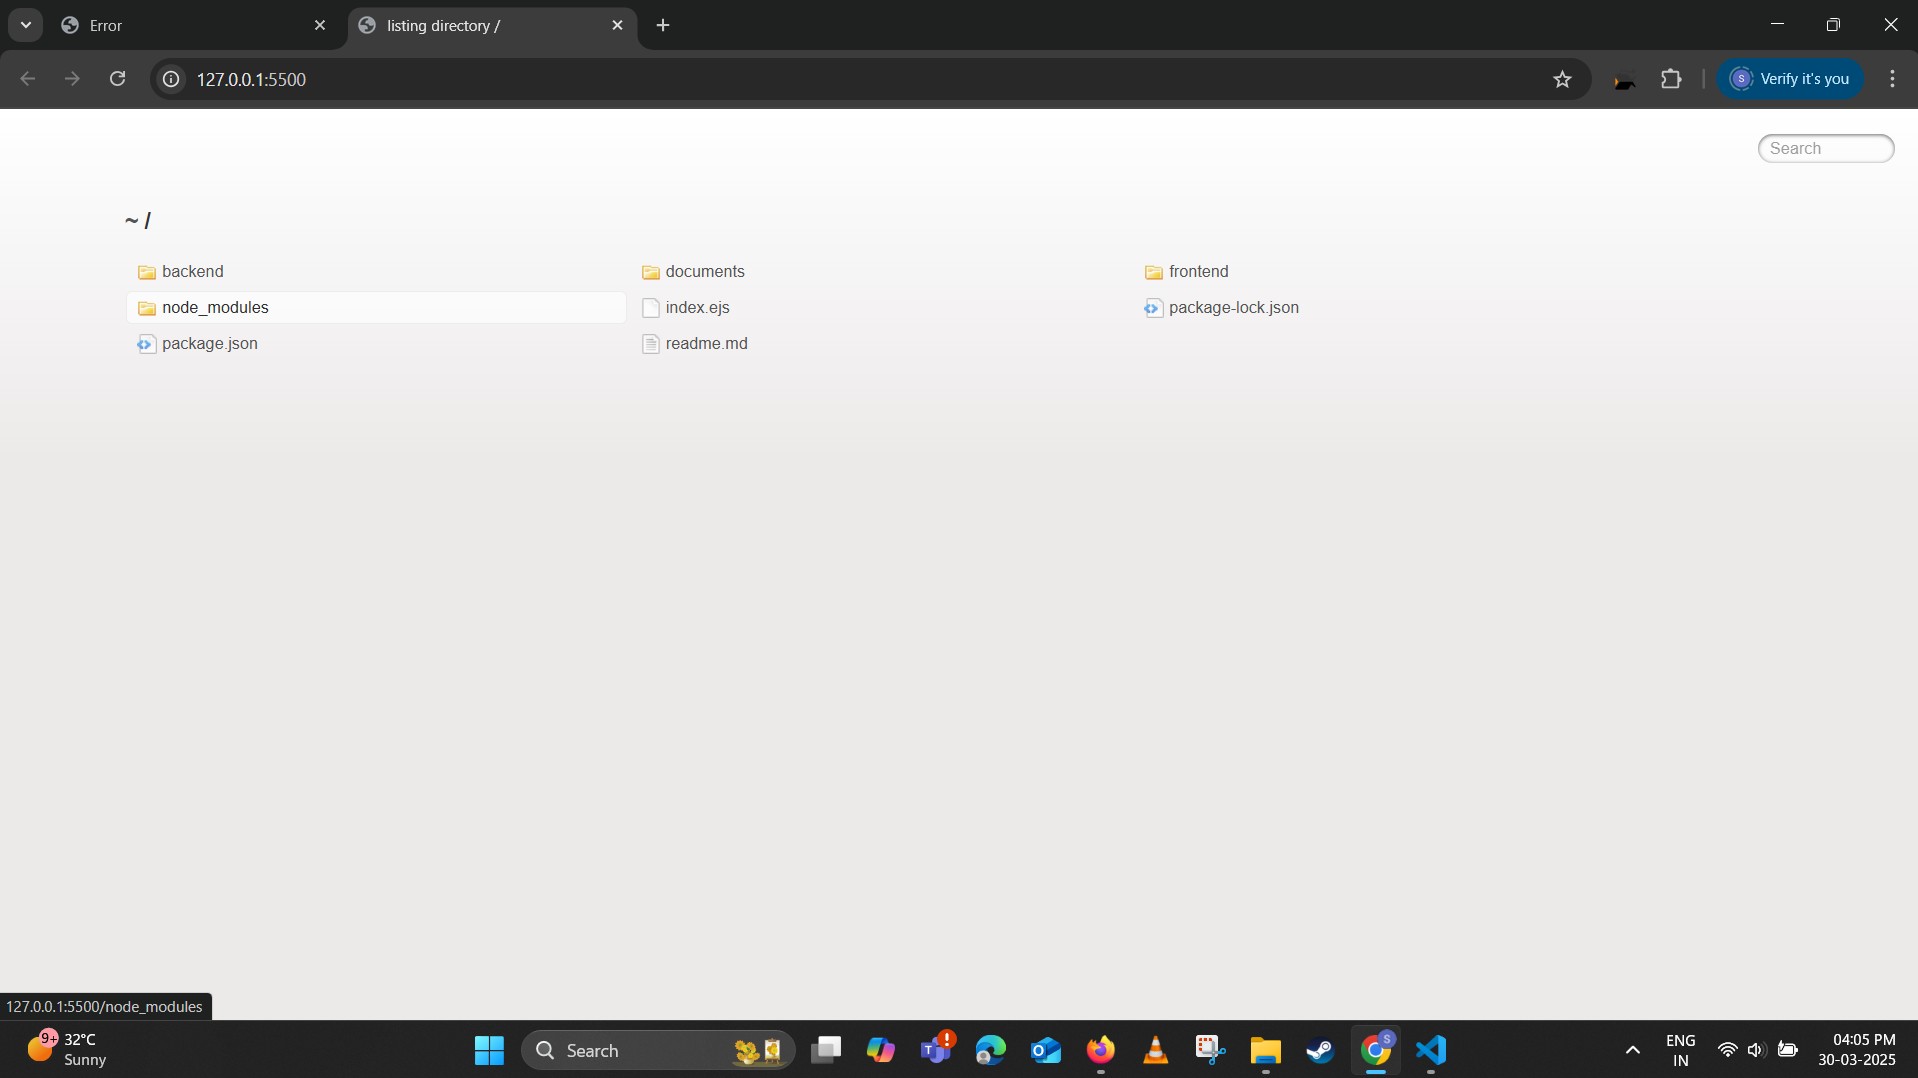 Error
listing directory /
127.0.0.1:5500
S Verify it's you
Search
~ /
backend documents frontend
node_modules index.ejs package-lock.json
package.json readme.md
127.0.0.1:5500/node_modules
9+ 32°C
Sunny
Search
ENG
IN
04:05 PM
30-03-2025